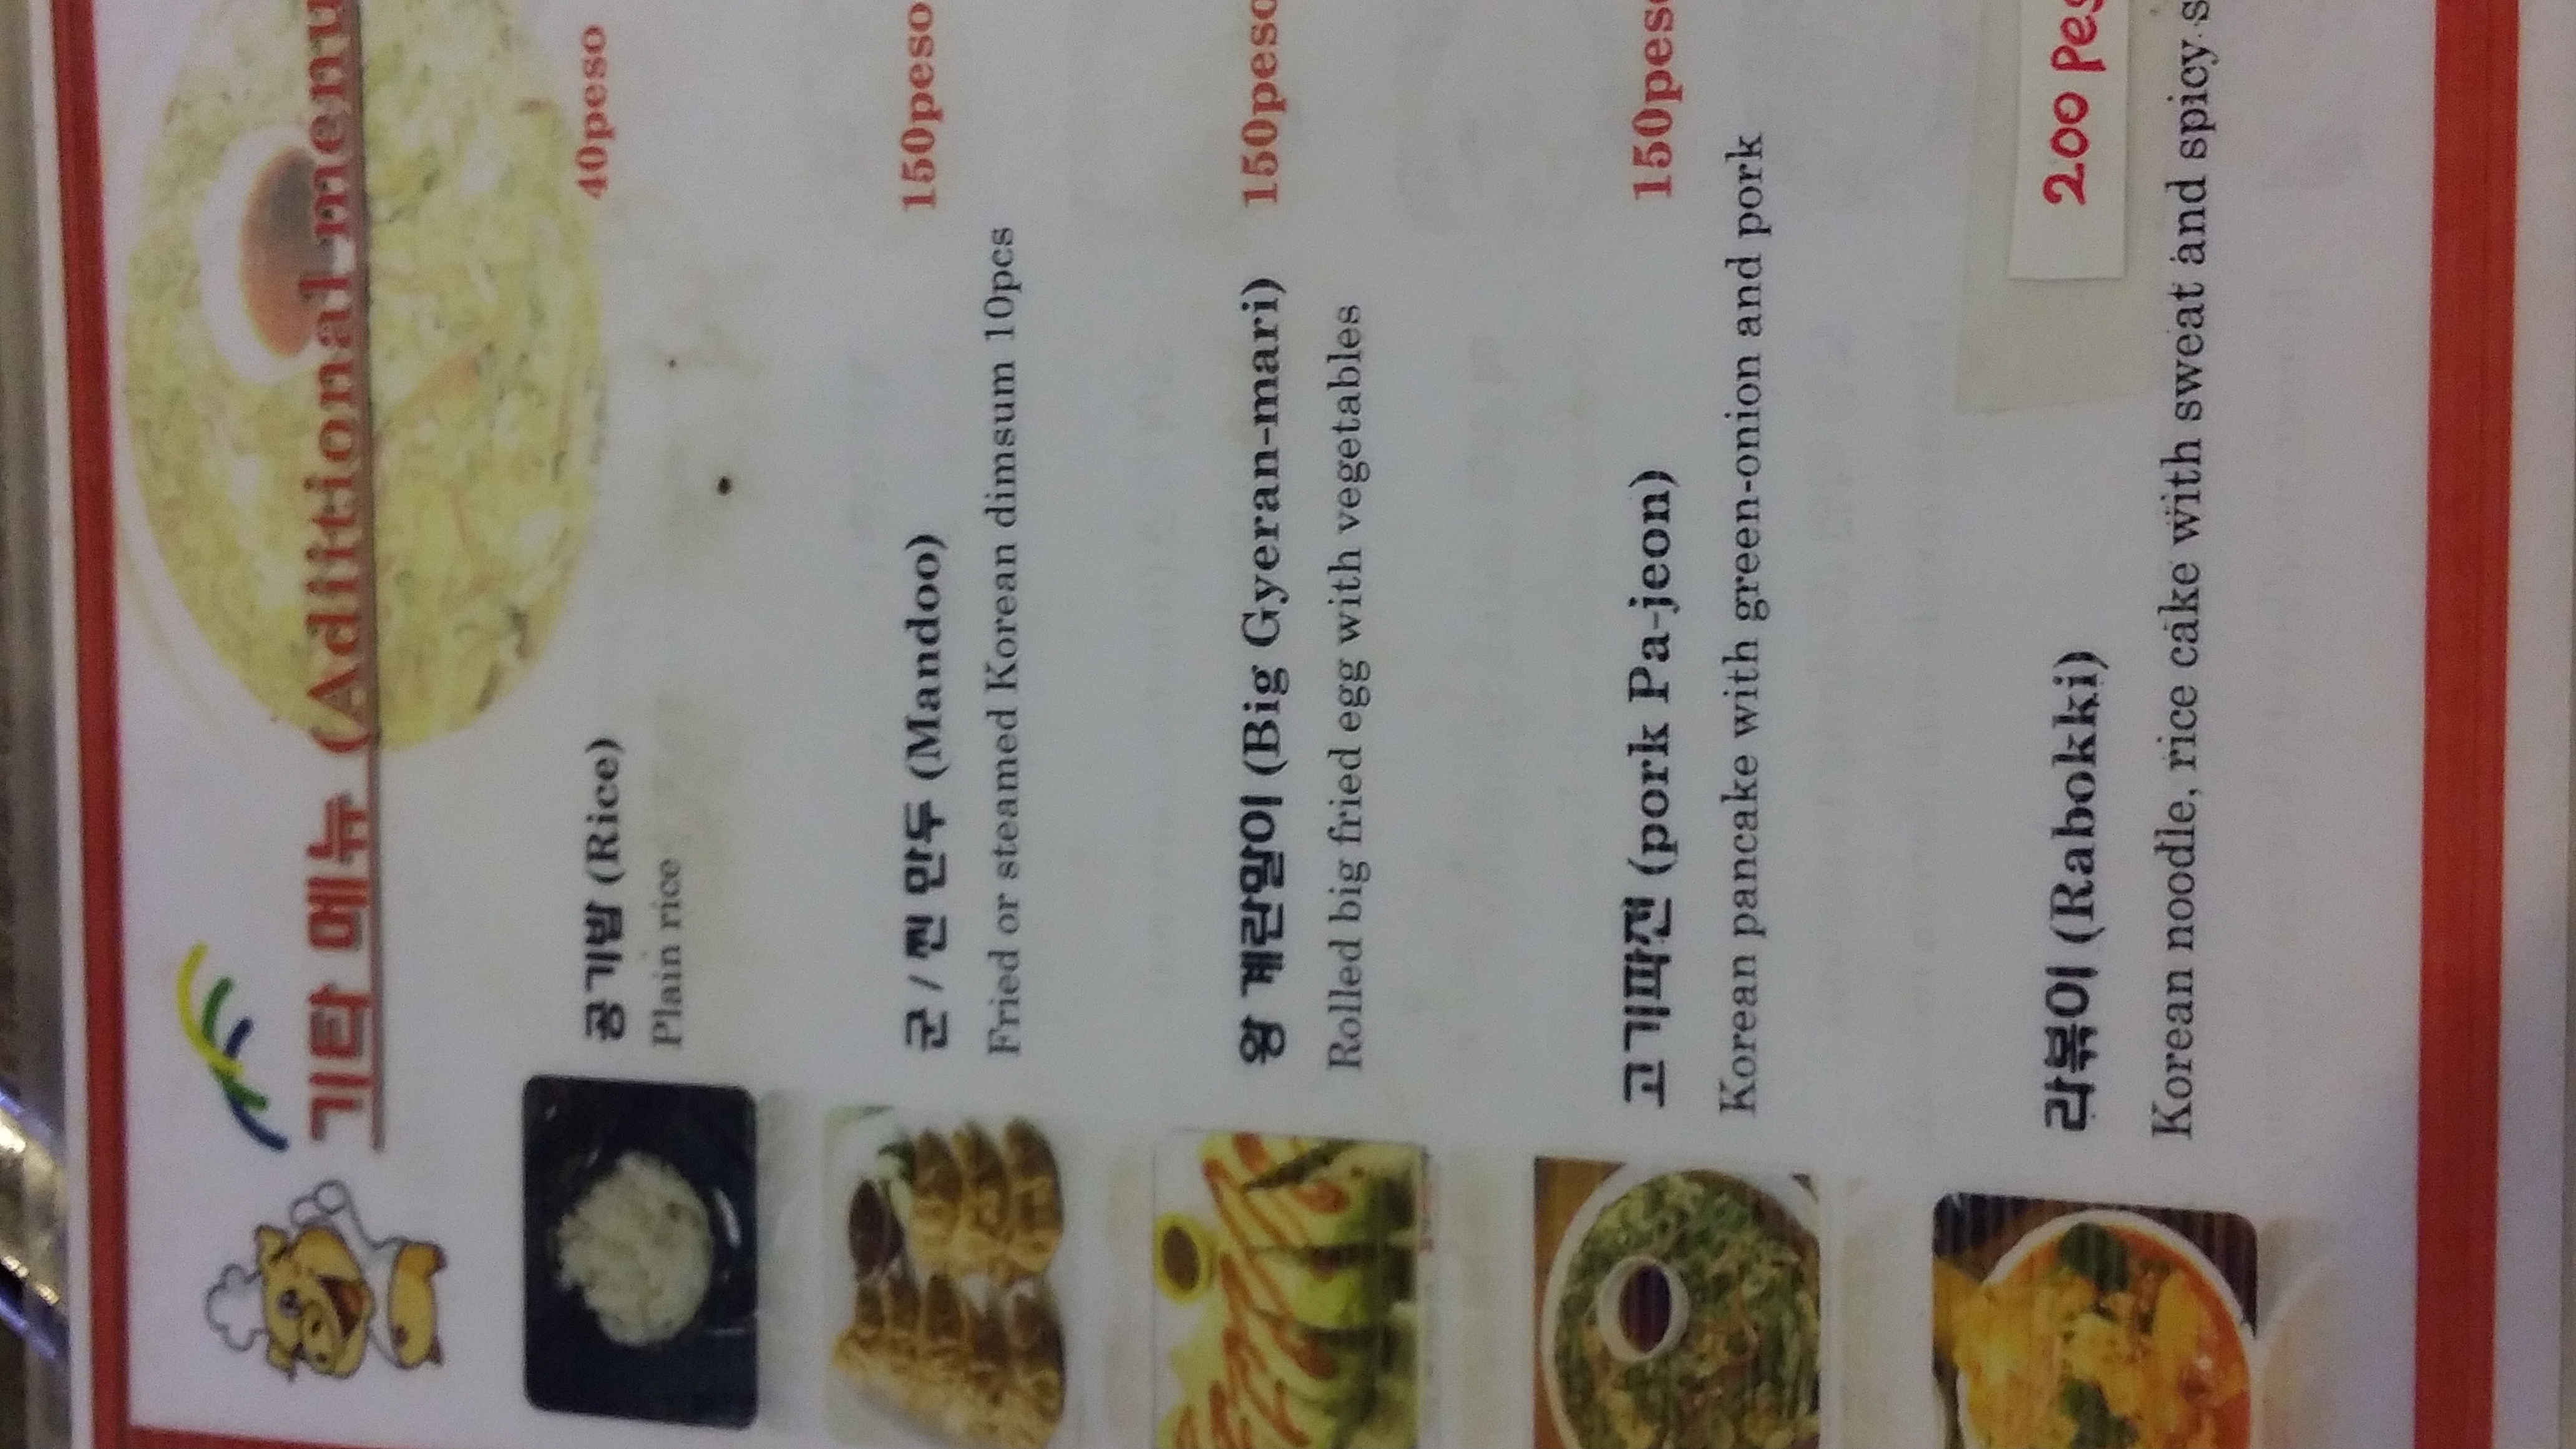 기타 메뉴 (Adiitional menu
공기밥 (Rice) 40peso
Plain rice
군 / 찐 만두 (Mandoo) 150peso
Fried or steamed Korean dimsum 10pcs
왕 계란말이 (Big Gyeran-mari) 150peso
Rolled big fried egg with vegetables
고기파전 (pork Pa-jeon) 150peso
Korean pancake with green-onion and pork
라볶이 (Rabokki) 200 Pes
Korean noodle, rice cake with sweat and spicy s